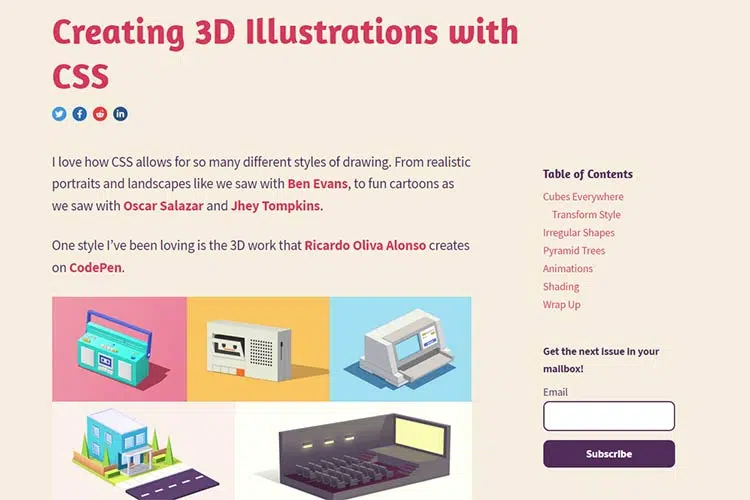 Creating 3D Illustrations with
CSS
I love how CSS allows for so many different styles of drawing. From realistic
portraits and landscapes like we saw with Ben Evans, to fun cartoons as
we saw with Oscar Salazar and Jhey Tompkins.
One style I’ve been loving is the 3D work that Ricardo Oliva Alonso creates
on CodePen.
Table of Contents
Cubes Everywhere
Transform Style
Irregular Shapes
Pyramid Trees
Animations
Shading
Wrap Up
Get the next issue in your
mailbox!
Email
Subscribe